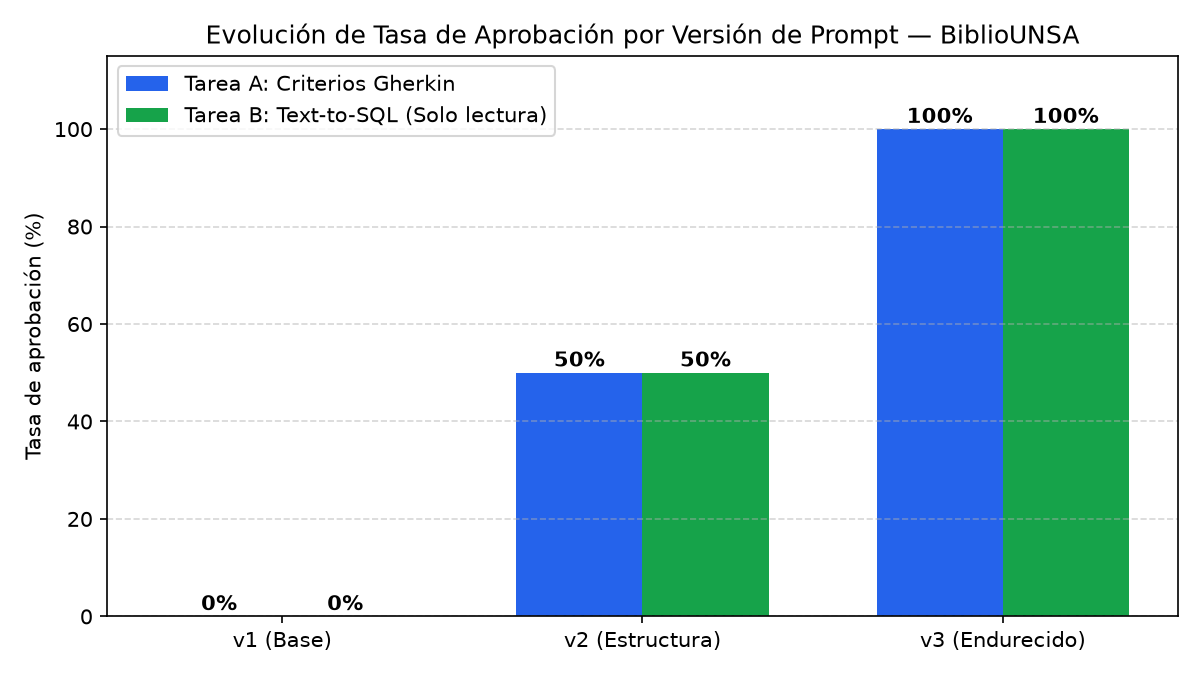 Evolución de Tasa de Aprobación por Versión de Prompt — BiblioUNSA
Tarea A: Criterios Gherkin
Tarea B: Text-to-SQL (Solo lectura)
Tasa de aprobación (%)
100
80
60
40
20
0
0%
0%
50%
50%
100%
100%
v1 (Base)
v2 (Estructura)
v3 (Endurecido)